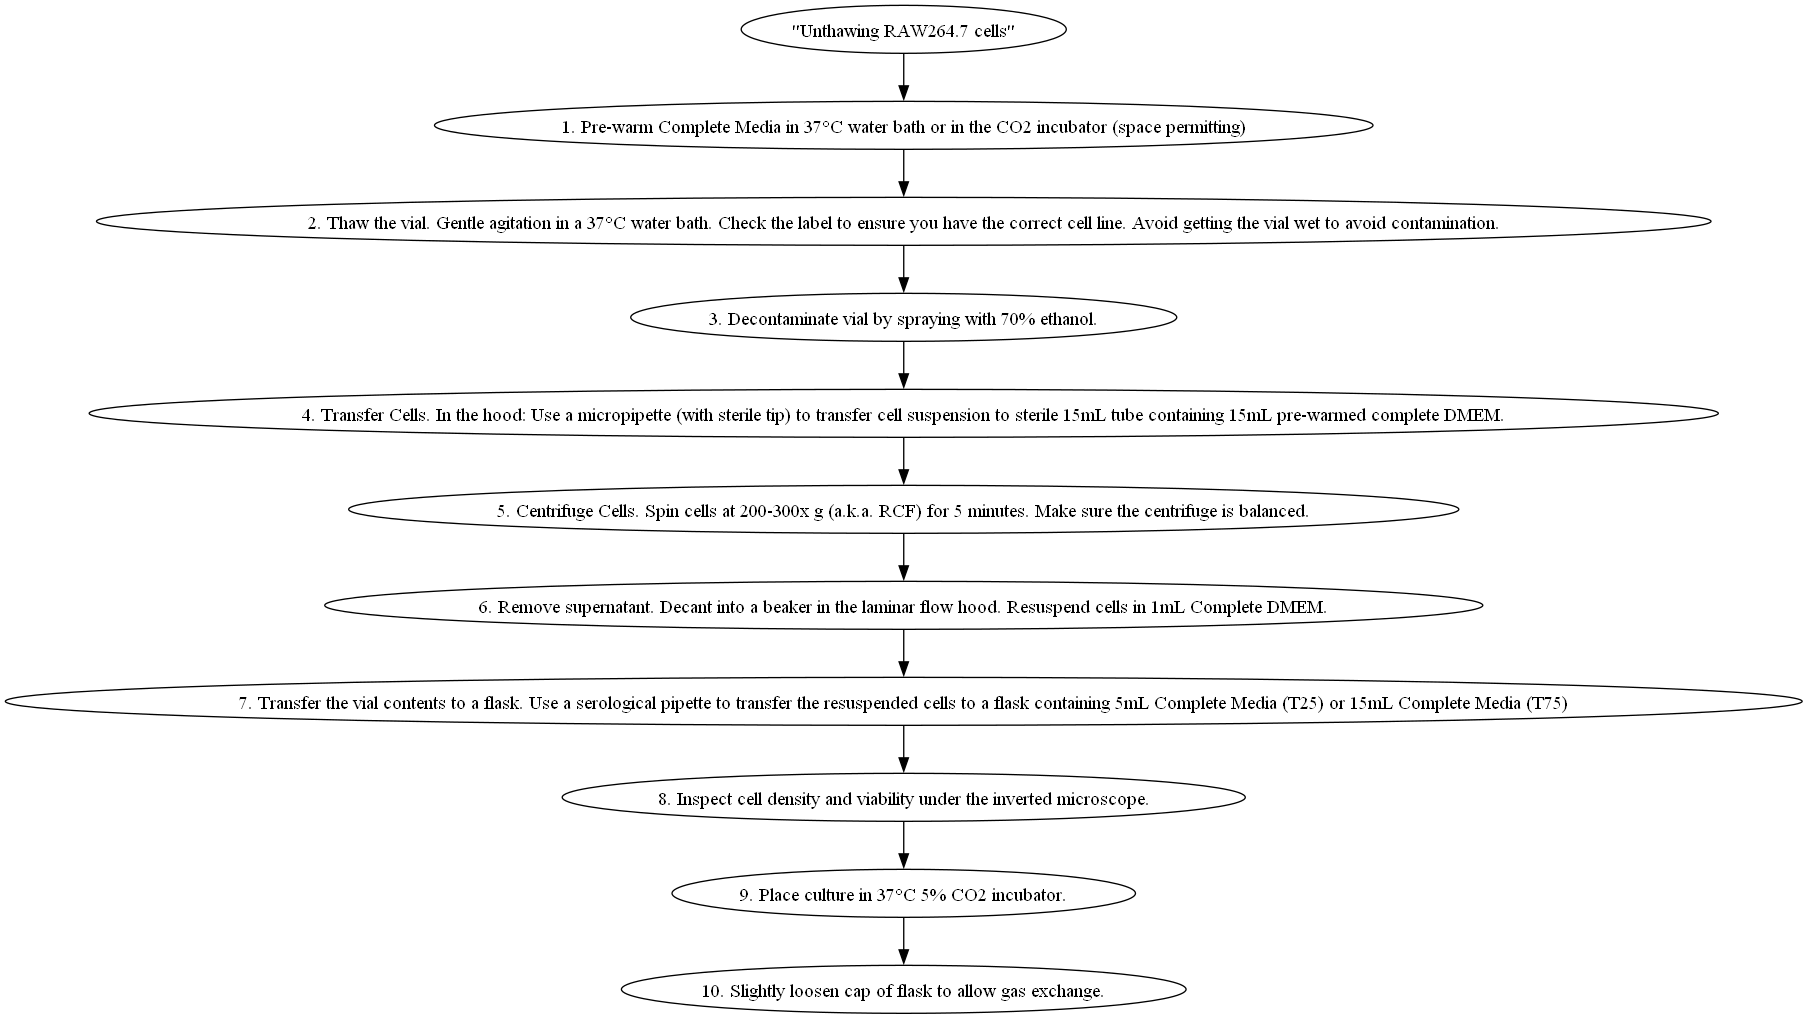 "Unthawing RAW264.7 cells"
1. Pre-warm Complete Media in 37°C water bath or in the CO2 incubator (space permitting)
2. Thaw the vial. Gentle agitation in a 37°C water bath. Check the label to ensure you have the correct cell line. Avoid getting the vial wet to avoid contamination.
3. Decontaminate vial by spraying with 70% ethanol.
4. Transfer Cells. In the hood: Use a micropipette (with sterile tip) to transfer cell suspension to sterile 15mL tube containing 15mL pre-warmed complete DMEM.
5. Centrifuge Cells. Spin cells at 200-300x g (a.k.a. RCF) for 5 minutes. Make sure the centrifuge is balanced.
6. Remove supernatant. Decant into a beaker in the laminar flow hood. Resuspend cells in 1mL Complete DMEM.
7. Transfer the vial contents to a flask. Use a serological pipette to transfer the resuspended cells to a flask containing 5mL Complete Media (T25) or 15mL Complete Media (T75)
8. Inspect cell density and viability under the inverted microscope.
9. Place culture in 37°C 5% CO2 incubator.
10. Slightly loosen cap of flask to allow gas exchange.